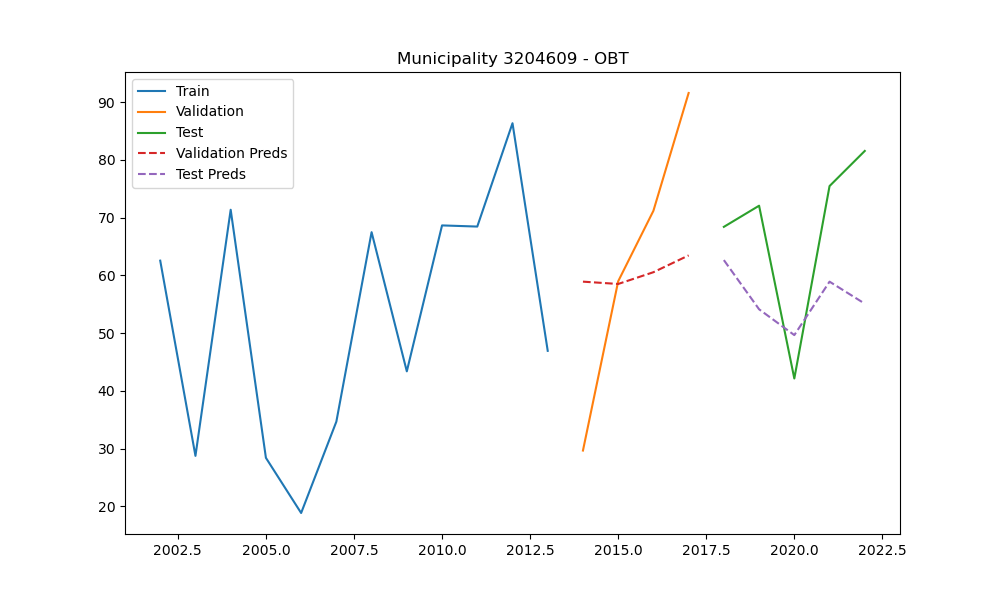 Municipality 3204609 - OBT
Train
Validation
Test
Validation Preds
Test Preds
90
80
70
60
50
40
30
20
2002.5 2005.0 2007.5 2010.0 2012.5 2015.0 2017.5 2020.0 2022.5